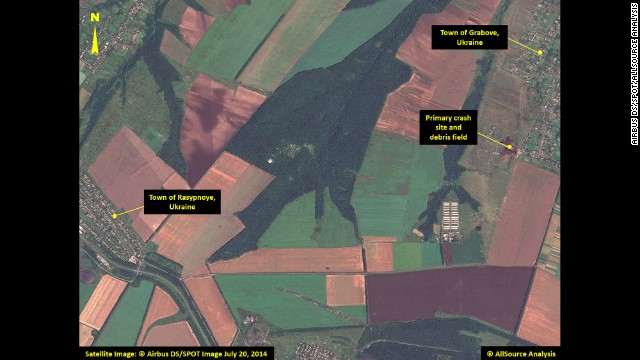 N
Town of Grabove,
Ukraine
Primary crash
site and
debris field
Town of Rasypnoye,
Ukraine
Satellite Image: © Airbus DS/SPOT Image July 20, 2014
© AllSource Analysis
AIRBUS DS/SPOT/ALLSOURCE ANALYSIS